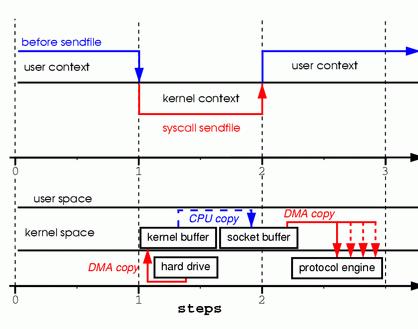 before sendfile
user context
user context
kernel context
syscall sendfile
0
1
2
3
user space
CPU copy
DMA copy
kernel space
kernel buffer
socket buffer
DMA copy
hard drive
protocol engine
0
1
2
3
steps